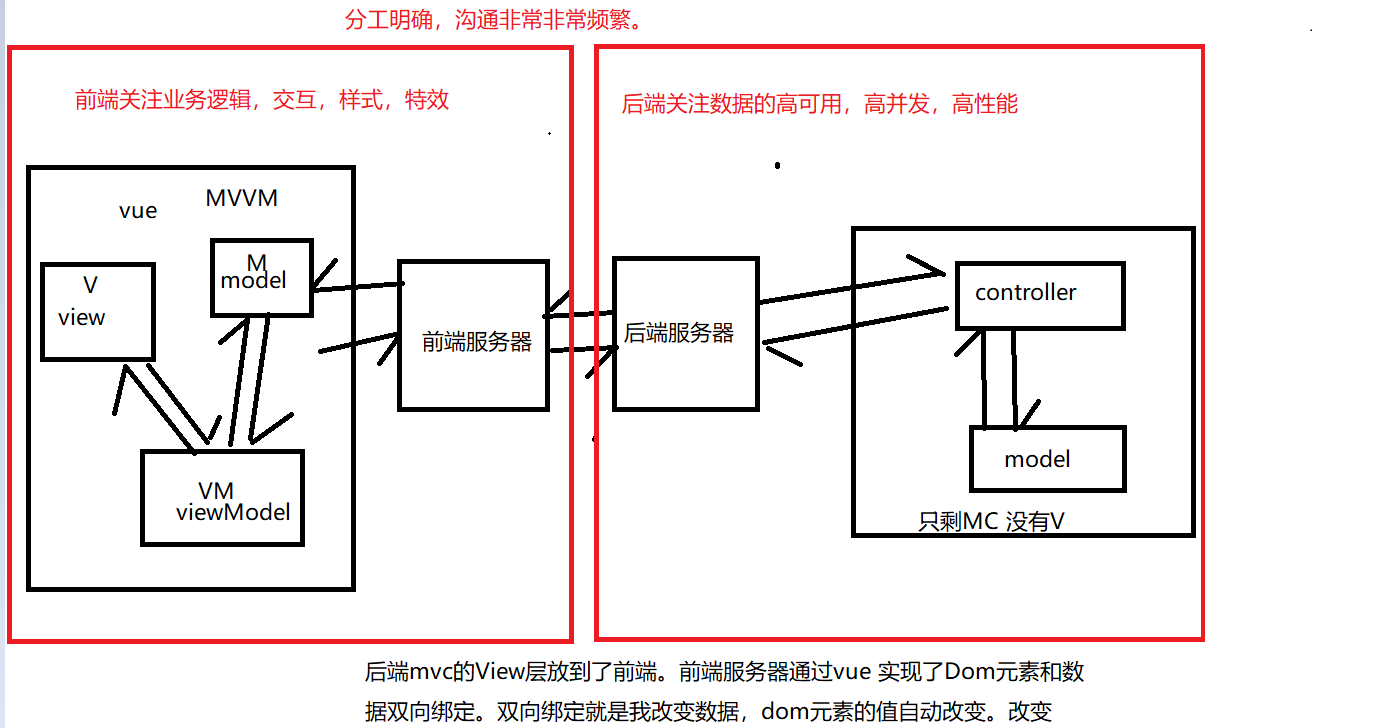 分工明确，沟通非常非常频繁。
前端关注业务逻辑，交互，样式，特效
后端关注数据的高可用，高并发，高性能
vue
MVVM
V
view
M
model
VM
viewModel
前端服务器
后端服务器
controller
model
只剩MC 没有V
后端mvc的View层放到了前端。前端服务器通过vue 实现了Dom元素和数
据双向绑定。双向绑定就是我改变数据，dom元素的值自动改变。改变